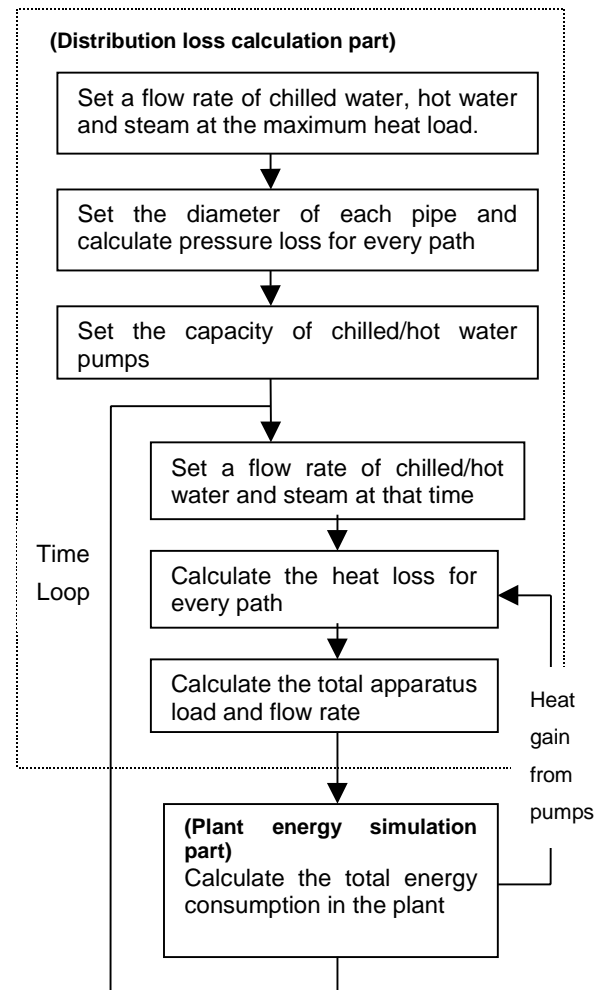 (Distribution loss calculation part)
Set a flow rate of chilled water, hot water
and steam at the maximum heat load.
Set the diameter of each pipe and
calculate pressure loss for every path
Set the capacity of chilled/hot water
pumps
Set a flow rate of chilled/hot
water and steam at that time
Time
Loop
Calculate the heat loss for
every path
Calculate the total apparatus
load and flow rate
Heat
gain
from
pumps
(Plant energy simulation
part)
Calculate the total energy
consumption in the plant